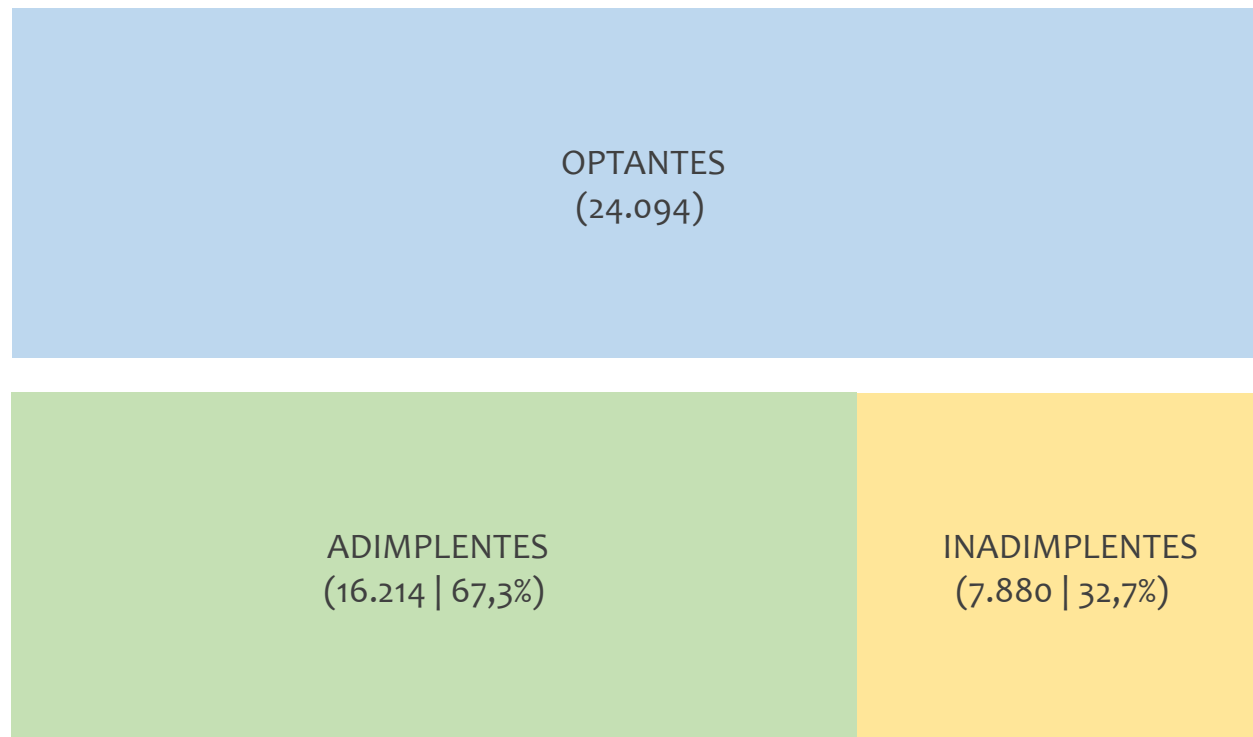 OPTANTES
(24.094)
ADIMPLENTES
(16.214 | 67,3%)
INADIMPLENTES
(7.880 | 32,7%)